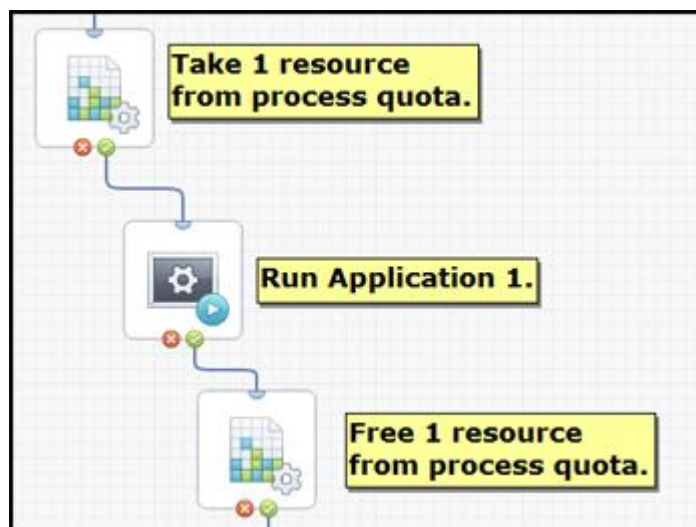 Take 1 resource
from process quota.
Run Application 1.
Free 1 resource
from process quota.